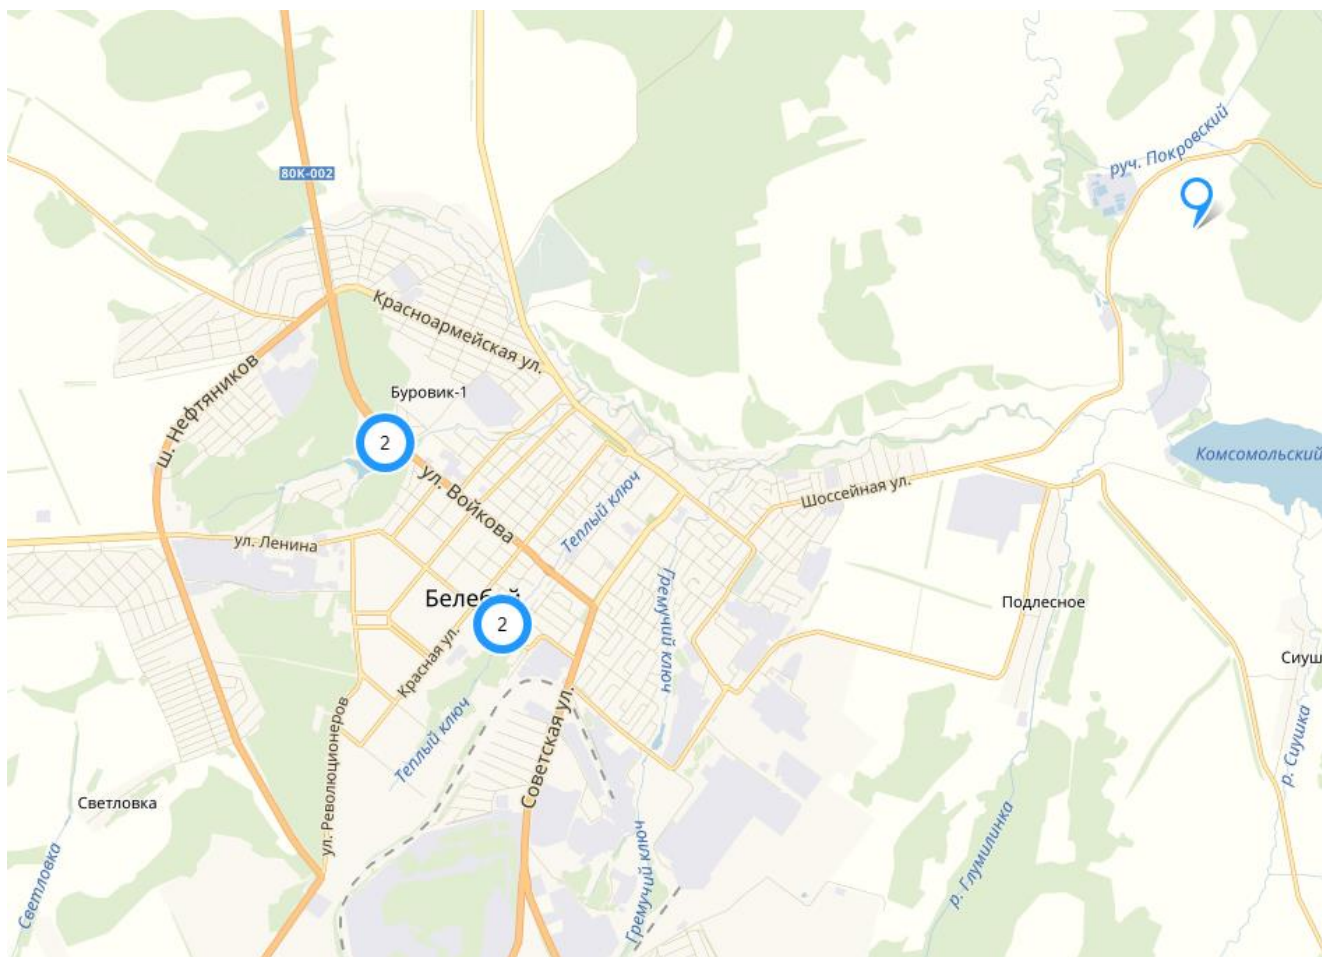 руч. Покровский
80К-002
Красноармейская ул.
ш. Нефтяников
Буровик-1
2
Комсомольский
ул. Войкова
Теплый ключ
Шоссейная ул.
ул. Ленина
Гремучий ключ
Белебей
2
Подлесное
Красная ул.
Сиуш
Теплый ключ
Советская ул.
р. Сиушка
ул. Революционеров
Светловка
Светловка
Гремучий ключ
р. Глумилинка